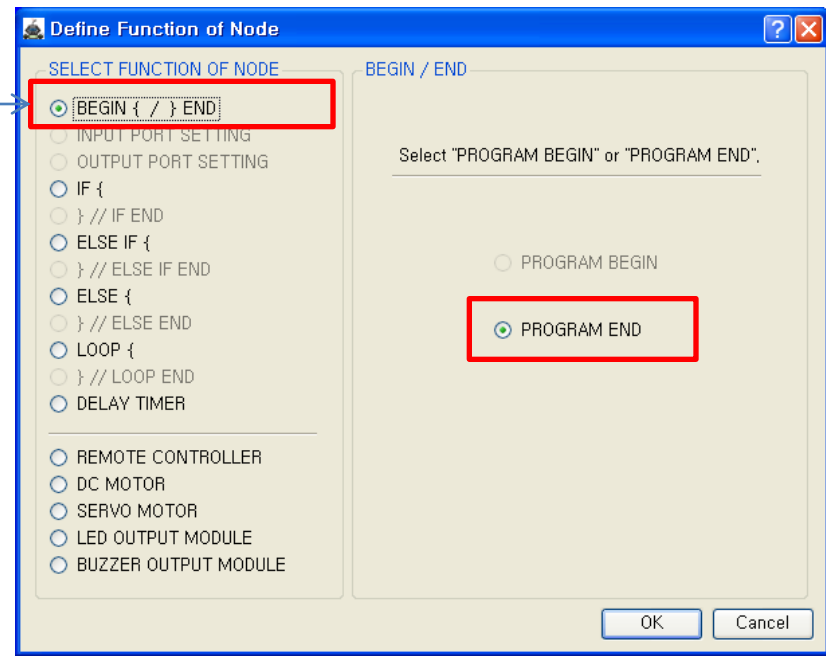 Define Function of Node
SELECT FUNCTION OF NODE
BEGIN { / } END
INPUT PORT SETTING
OUTPUT PORT SETTING
IF {
} // IF END
ELSE IF {
} // ELSE IF END
ELSE {
} // ELSE END
LOOP {
} // LOOP END
DELAY TIMER
REMOTE CONTROLLER
DC MOTOR
SERVO MOTOR
LED OUTPUT MODULE
BUZZER OUTPUT MODULE
BEGIN / END
Select "PROGRAM BEGIN" or "PROGRAM END",
PROGRAM BEGIN
PROGRAM END
OK
Cancel